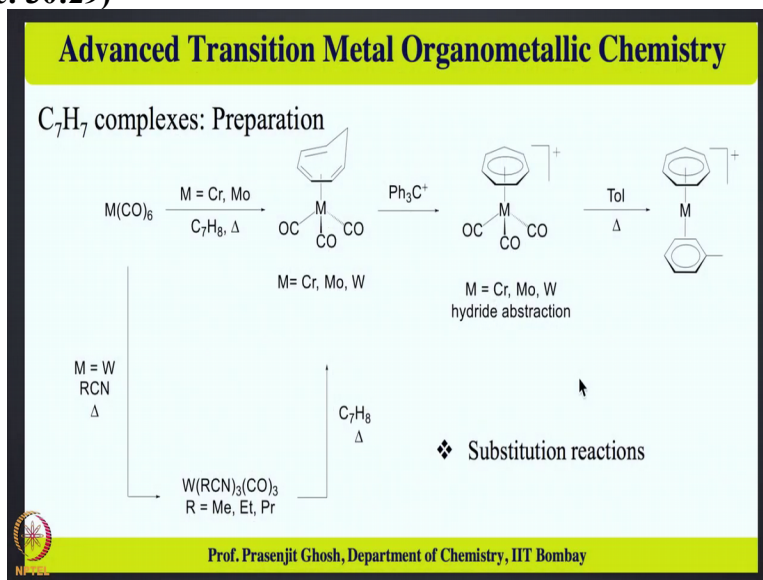 Advanced Transition Metal Organometallic Chemistry
C₇H₇ complexes: Preparation
M(CO)₆
M = Cr, Mo
C₇H₈, Δ
M
OC
CO
CO
M= Cr, Mo, W
Ph₃C⁺
+
M
OC
CO
CO
M = Cr, Mo, W
hydride abstraction
Tol
Δ
+
M
M = W
RCN
Δ
C₇H₈
Δ
W(RCN)₃(CO)₃
R = Me, Et, Pr
❖ Substitution reactions
NPTEL
Prof. Prasenjit Ghosh, Department of Chemistry, IIT Bombay